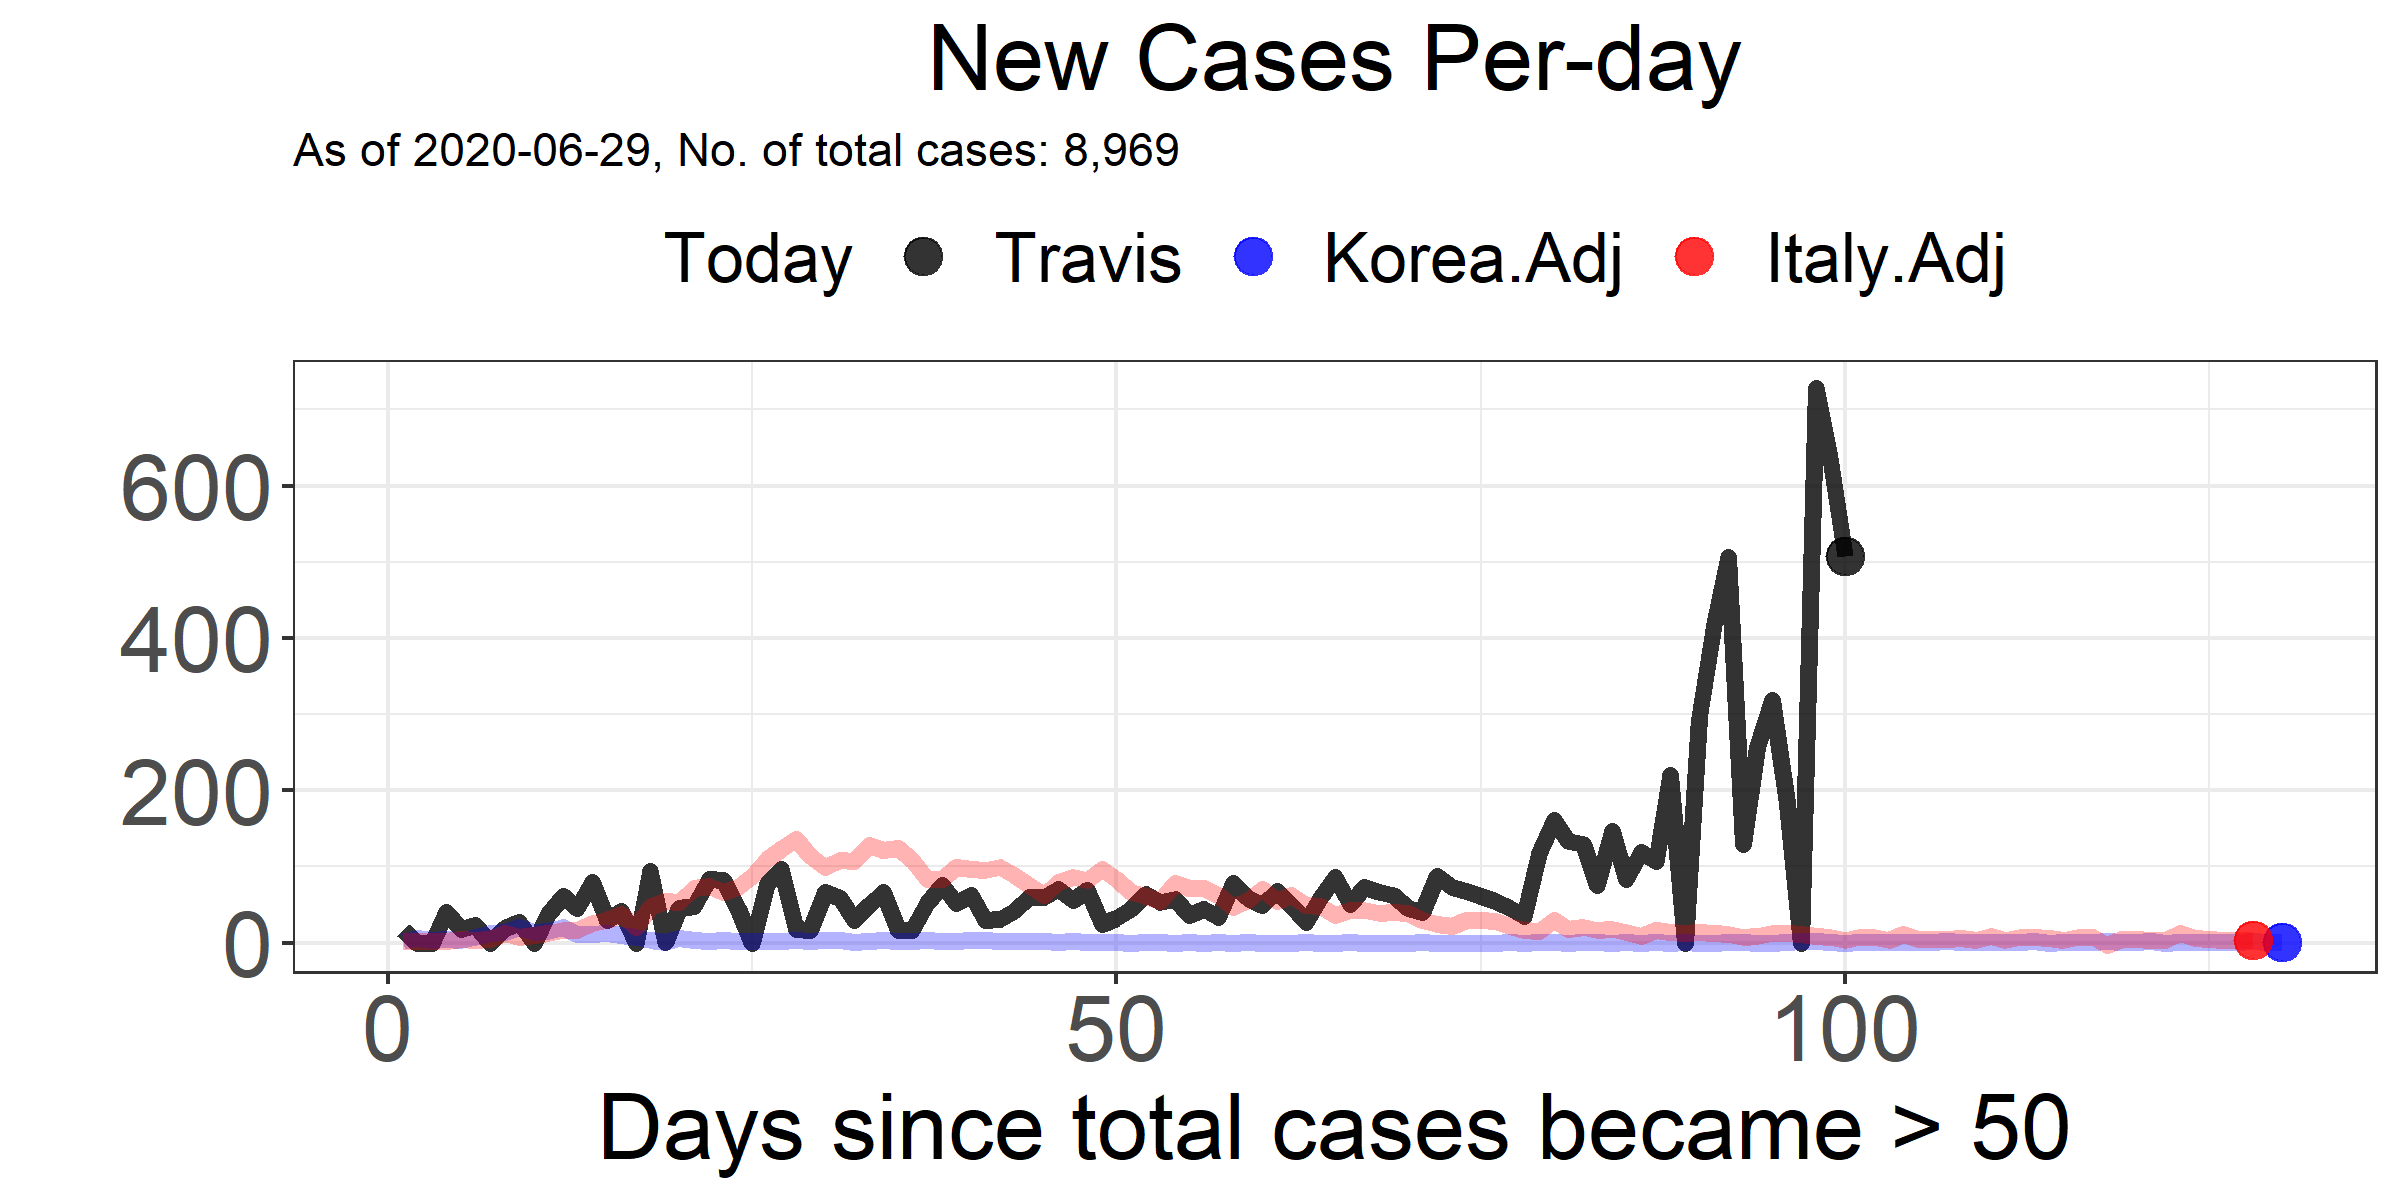 New Cases Per-day
As of 2020-06-29, No. of total cases: 8,969
Today Travis Korea.Adj Italy.Adj
600
400
200
0
0 50 100
Days since total cases became > 50